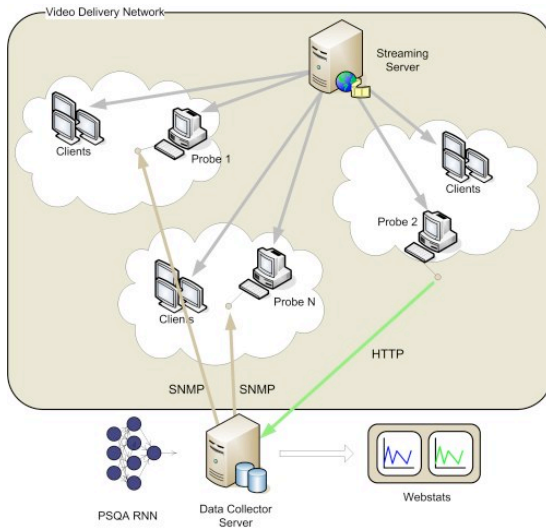 Video Delivery Network
Streaming
Server
Clients
Probe 1
Clients
Probe 2
Clients
Probe N
HTTP
SNMP
SNMP
PSQA RNN
Data Collector
Server
Webstats